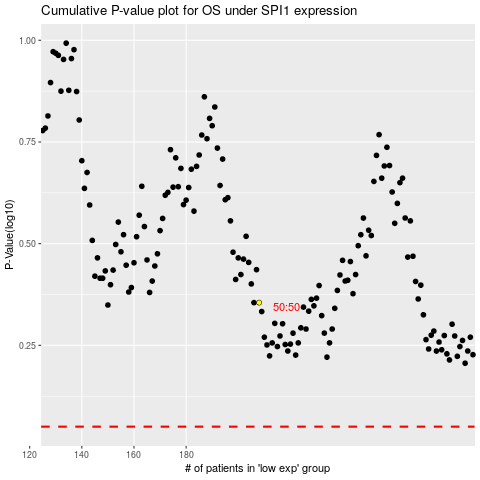 Cumulative P-value plot for OS under SPI1 expression
P-Value(log10)
1.00
0.75
0.50
0.25
50:50
120 140 160 180
# of patients in 'low exp' group